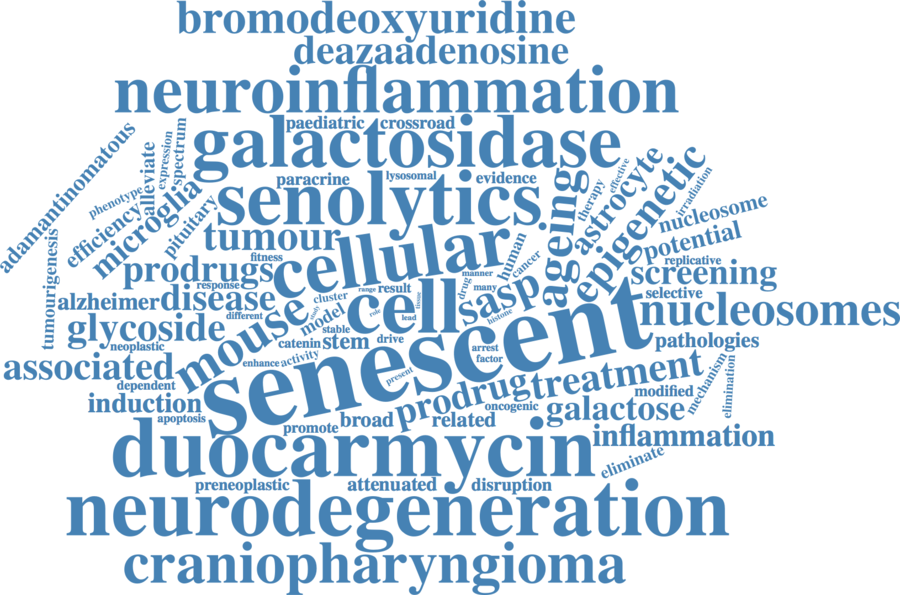 bromodeoxyuridine
deazaadenosine
neuroinflammation
paediatric
crossroad
galactosidase
adamantinomatous
expression
spectrum
alleviate
phenotype
efficiency
microglia
pituitary
paracrine
lysosomal
evidence
senolytics
ageing
therapy
effective
astrocyte
epigenetic
irradiation
nucleosome
potential
replicative
screening
selective
nucleosomes
pathologies
tumour
fitness
cellular
human
cancer
tumourigenesis
prodrugs
response
alzheimer
disease
different
glycoside
neoplastic
associated
dependent
induction
apoptosis
mouse
cluster
range
result
model
study
stable
role
lead
cell
manner
many
drug
sasp
histone
catenin
stem
drive
enhance
activity
present
arrest
factor
senescent
promote
broad
prodrug
related
treatment
oncogenic
modified
mechanism
elimination
galactose
inflammation
duocarmycin
eliminate
preneoplastic
attenuated
disruption
neurodegeneration
craniopharyngioma